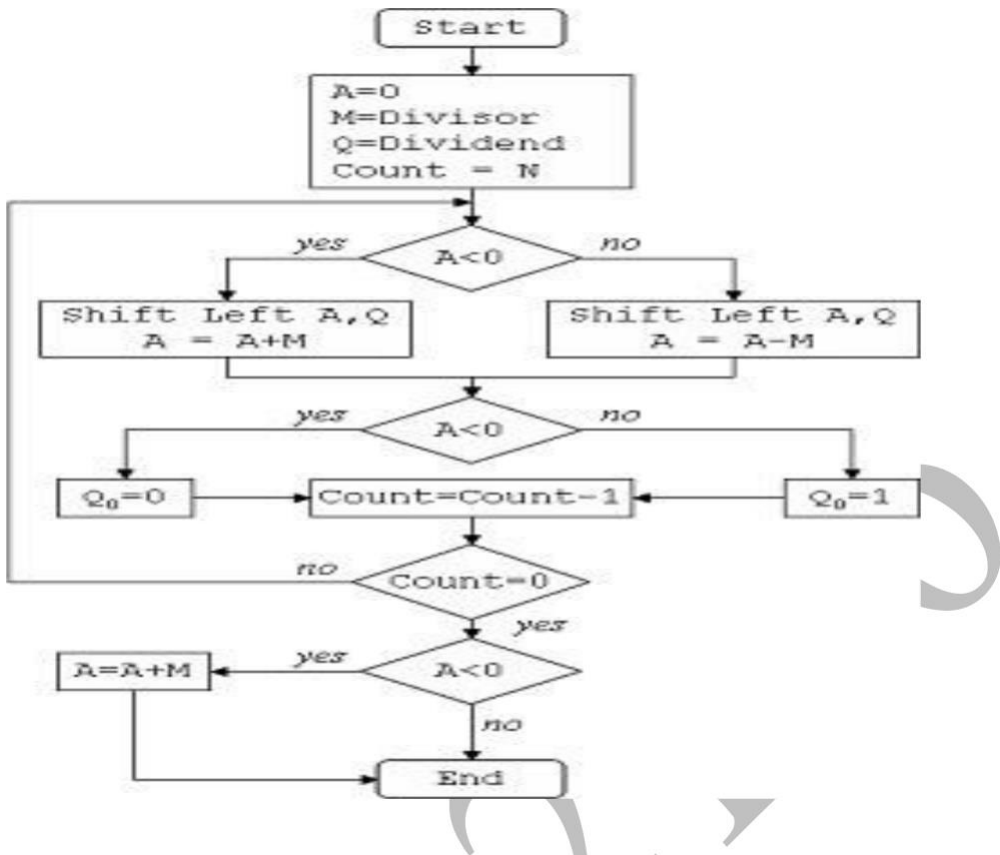 Start
A=0
M=Divisor
Q=Dividend
Count = N
A<0
yes
no
Shift Left A,Q
A = A+M
Shift Left A,Q
A = A-M
A<0
yes
no
Q₀=0
Count=Count-1
Q₀=1
Count=0
no
yes
A<0
yes
A=A+M
no
End